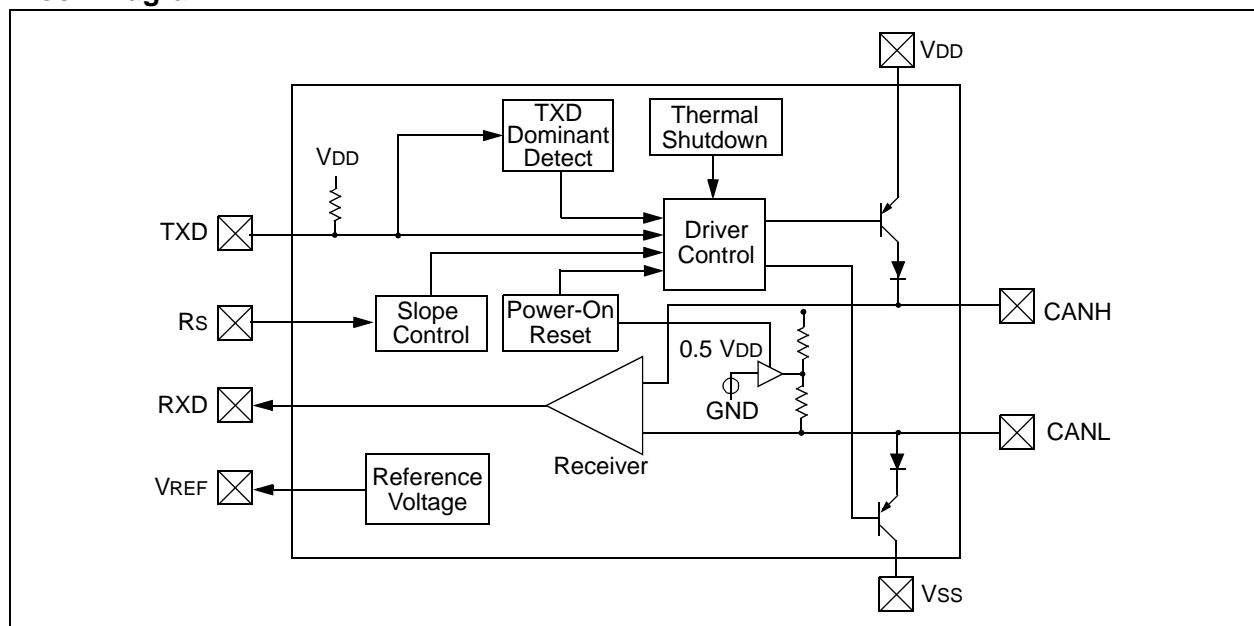 VDD
TXD
Dominant
Detect
Thermal
Shutdown
VDD
TXD
Driver
Control
RS
Slope
Control
Power-On
Reset
CANH
0.5 VDD
GND
RXD
Receiver
CANL
VREF
Reference
Voltage
VSS